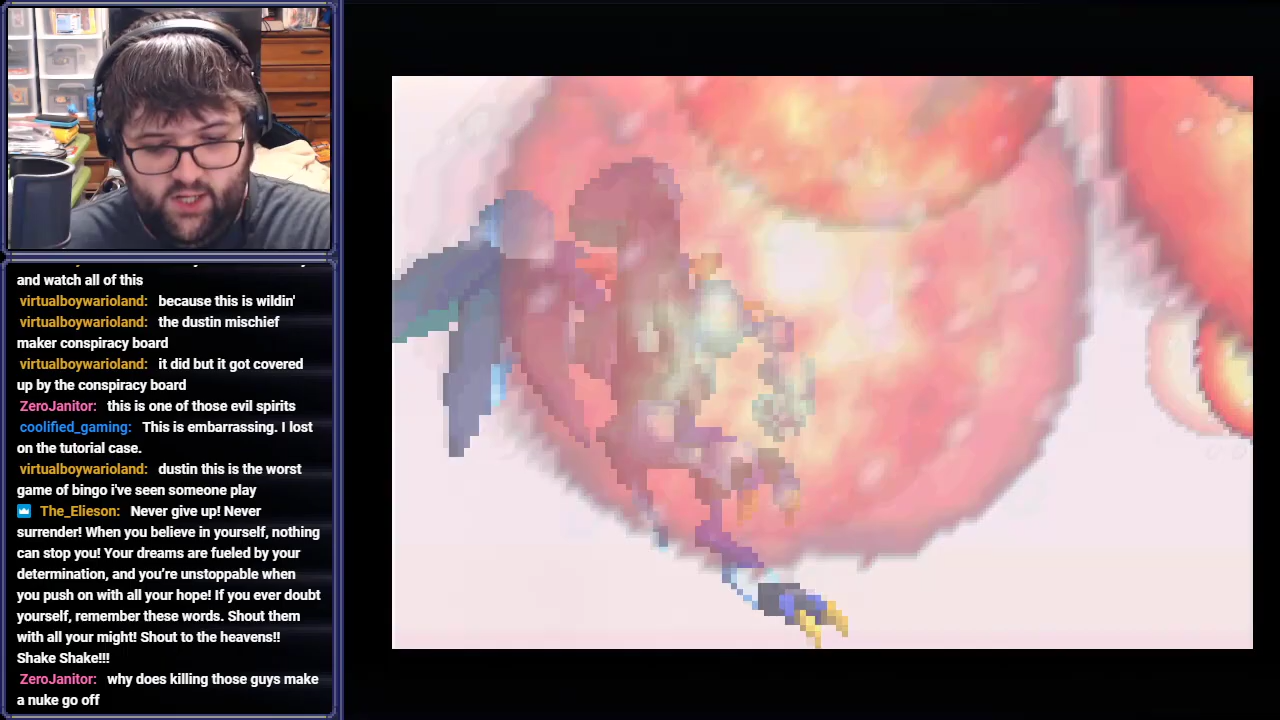 and watch all of this
virtualboywarioland: because this is wildin'
virtualboywarioland: the dustin mischief
maker conspiracy board
virtualboywarioland: it did but it got covered
up by the conspiracy board
ZeroJanitor: this is one of those evil spirits
coolified_gaming: This is embarrassing. I lost
on the tutorial case.
virtualboywarioland: dustin this is the worst
game of bingo i've seen someone play
The_Elieson: Never give up! Never
surrender! When you believe in yourself, nothing
can stop you! Your dreams are fueled by your
determination, and you’re unstoppable when
you push on with all your hope! If you ever doubt
yourself, remember these words. Shout them
with all your might! Shout to the heavens!!
Shake Shake!!!
ZeroJanitor: why does killing those guys make
a nuke go off